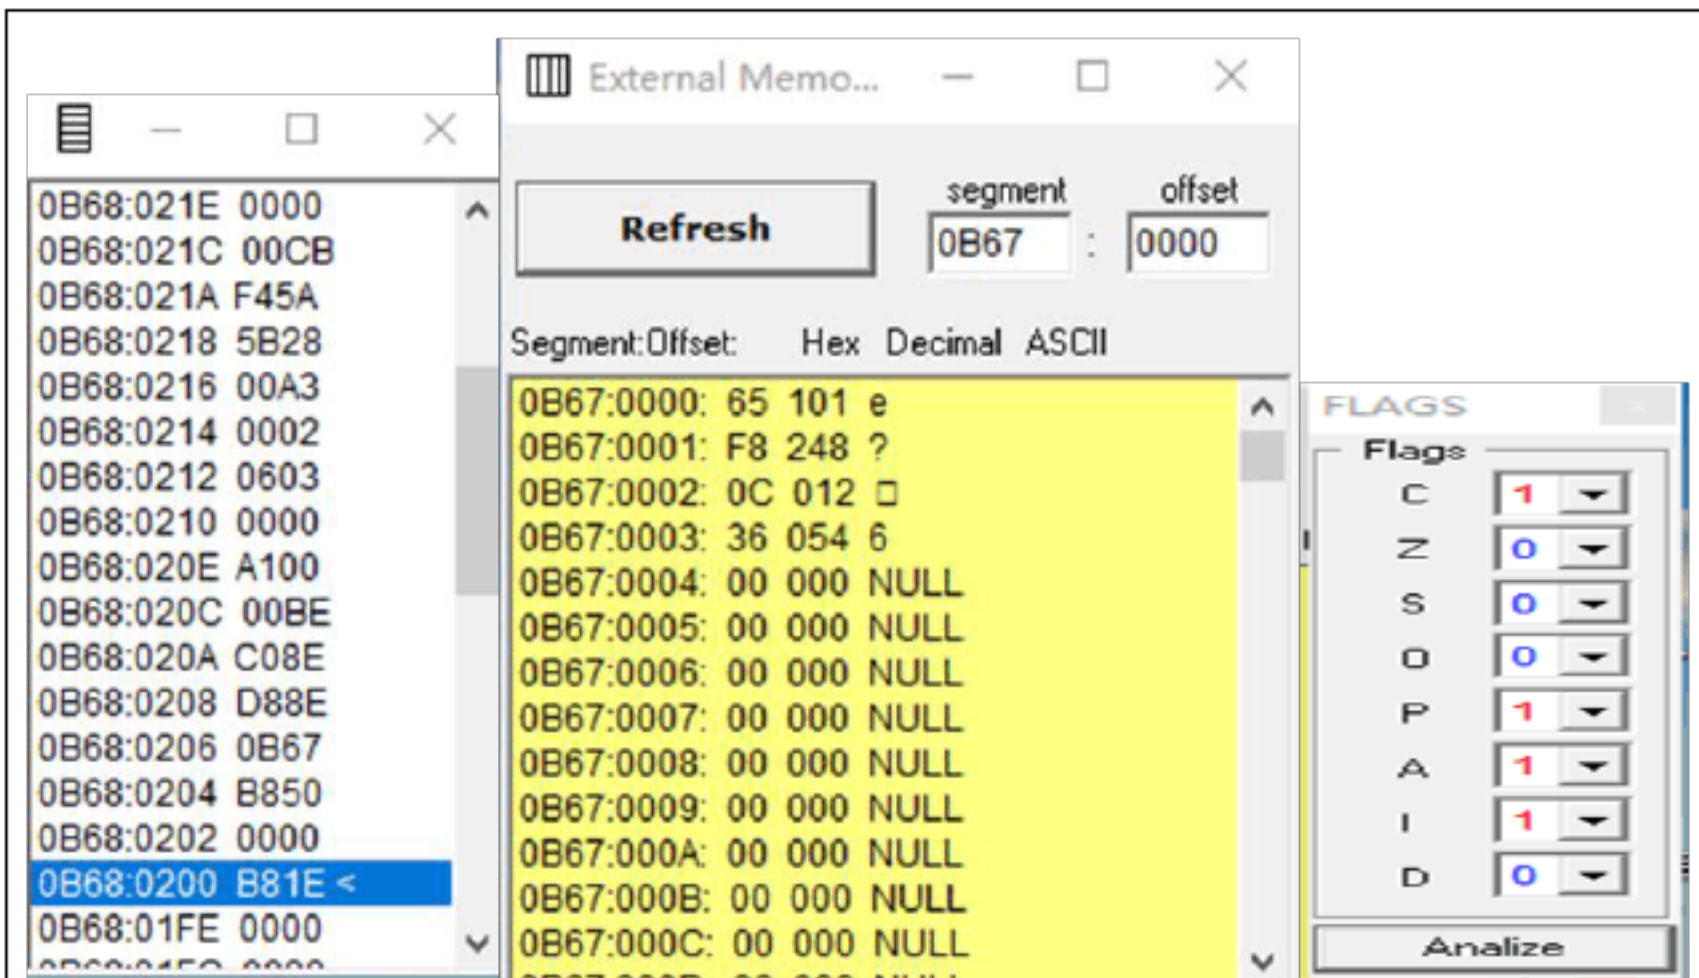 0B68:021E 0000
0B68:021C 00CB
0B68:021A F45A
0B68:0218 5B28
0B68:0216 00A3
0B68:0214 0002
0B68:0212 0603
0B68:0210 0000
0B68:020E A100
0B68:020C 00BE
0B68:020A C08E
0B68:0208 D88E
0B68:0206 0B67
0B68:0204 B850
0B68:0202 0000
0B68:0200 B81E <
0B68:01FE 0000
External Memo...
segment offset
Refresh 0B67 : 0000
Segment:Offset: Hex Decimal ASCII
0B67:0000: 65 101 e
0B67:0001: F8 248 ?
0B67:0002: 0C 012 □
0B67:0003: 36 054 6
0B67:0004: 00 000 NULL
0B67:0005: 00 000 NULL
0B67:0006: 00 000 NULL
0B67:0007: 00 000 NULL
0B67:0008: 00 000 NULL
0B67:0009: 00 000 NULL
0B67:000A: 00 000 NULL
0B67:000B: 00 000 NULL
0B67:000C: 00 000 NULL
FLAGS
Flags
C 1
Z 0
S 0
O 0
P 1
A 1
I 1
D 0
Analize